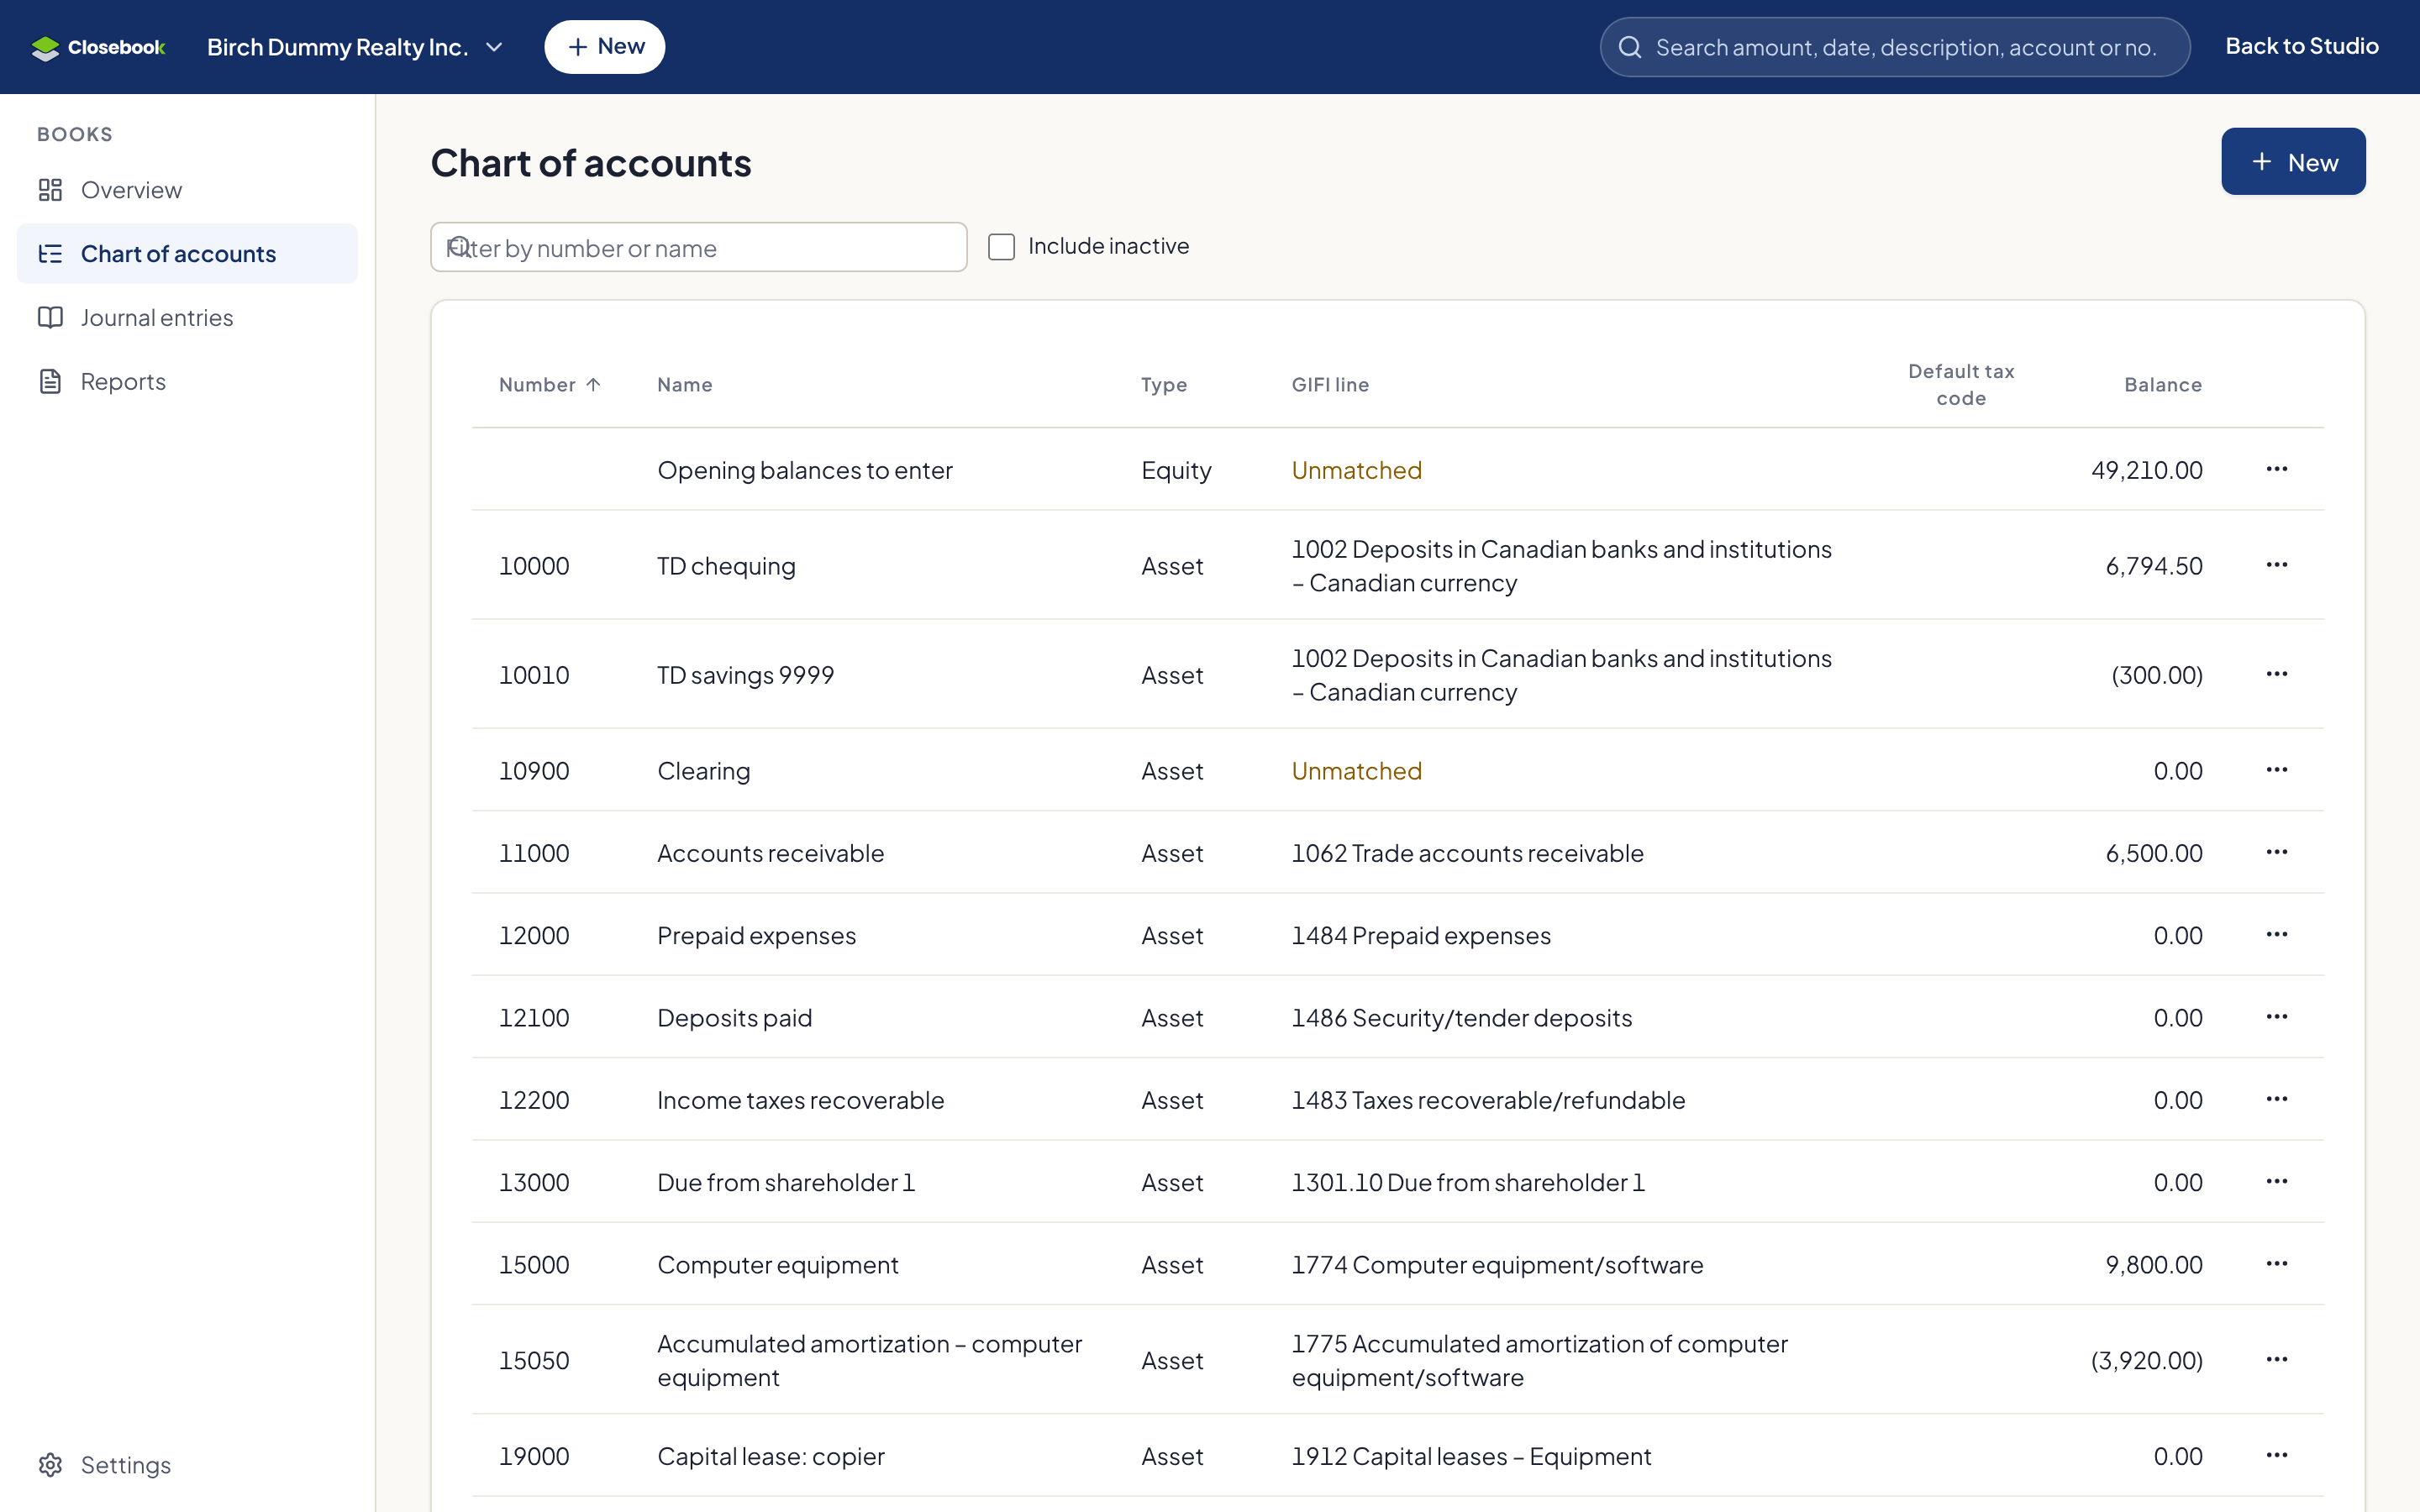 Closebook
Birch Dummy Realty Inc.
+ New
Search amount, date, description, account or no.
Back to Studio
BOOKS
Overview
Chart of accounts
Journal entries
Reports
Settings
Chart of accounts
+ New
Filter by number or name
Include inactive
Number ↑ Name Type GIFI line Default tax code Balance
Opening balances to enter Equity Unmatched 49,210.00
10000 TD chequing Asset 1002 Deposits in Canadian banks and institutions
– Canadian currency 6,794.50
10010 TD savings 9999 Asset 1002 Deposits in Canadian banks and institutions
– Canadian currency (300.00)
10900 Clearing Asset Unmatched 0.00
11000 Accounts receivable Asset 1062 Trade accounts receivable 6,500.00
12000 Prepaid expenses Asset 1484 Prepaid expenses 0.00
12100 Deposits paid Asset 1486 Security/tender deposits 0.00
12200 Income taxes recoverable Asset 1483 Taxes recoverable/refundable 0.00
13000 Due from shareholder 1 Asset 1301.10 Due from shareholder 1 0.00
15000 Computer equipment Asset 1774 Computer equipment/software 9,800.00
15050 Accumulated amortization – computer
equipment Asset 1775 Accumulated amortization of computer
equipment/software (3,920.00)
19000 Capital lease: copier Asset 1912 Capital leases – Equipment 0.00